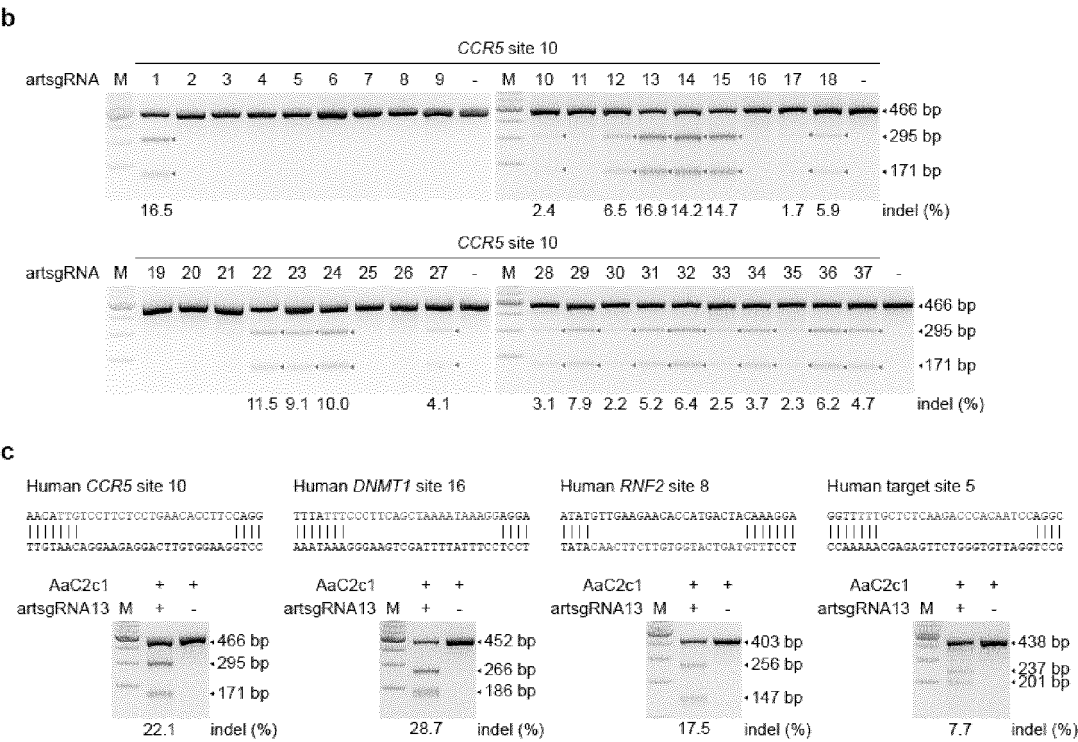 b
CCR5 site 10
artsgRNA M 1 2 3 4 5 6 7 8 9 - M 10 11 12 13 14 15 16 17 18 -
466 bp
295 bp
171 bp
16.5 2.4 6.5 16.9 14.2 14.7 1.7 5.9 indel (%)
CCR5 site 10
artsgRNA M 19 20 21 22 23 24 25 26 27 - M 28 29 30 31 32 33 34 35 36 37 -
466 bp
295 bp
171 bp
11.5 9.1 10.0 4.1 3.1 7.9 2.2 5.2 6.4 2.5 3.7 2.3 6.2 4.7 indel (%)
c
Human CCR5 site 10 Human DNMT1 site 16 Human RNF2 site 8 Human target site 5
AACATTGTCCTTCTCCTGAACACCTTCCAGG TTTATTTCCCTTCAGCTAAAATAAAGGAGGA ATATGTTGAAGAACACCATGACTACAAAGGA GGTTTTTGCTCTCAAGACCCACAATCCAGGC
TTGTAACAGGAAGAGGACTTGTGGAAGGTCC AAATAAAGGGAAGTCGATTTTATTTCCTCCT TATACAACTTCTTGTGGTACTGATGTTTCCT CCAAAAACGAGAGTTCTGGGTGTTAGGTCCG
AaC2c1 + + AaC2c1 + + AaC2c1 + + AaC2c1 + +
artsgRNA13 M + - artsgRNA13 M + - artsgRNA13 M + - artsgRNA13 M + -
466 bp 452 bp 403 bp 438 bp
295 bp 266 bp 256 bp 237 bp
171 bp 186 bp 147 bp 201 bp
22.1 indel (%) 28.7 indel (%) 17.5 indel (%) 7.7 indel (%)